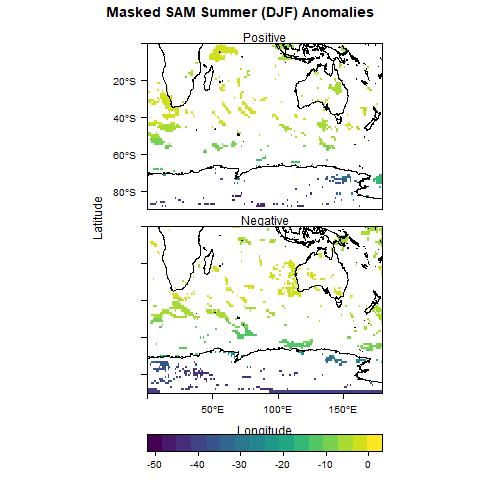 Masked SAM Summer (DJF) Anomalies
Positive
20°S
40°S
60°S
80°S
Latitude
Negative
50°E 100°E 150°E
Longitude
-50 -40 -30 -20 -10 0